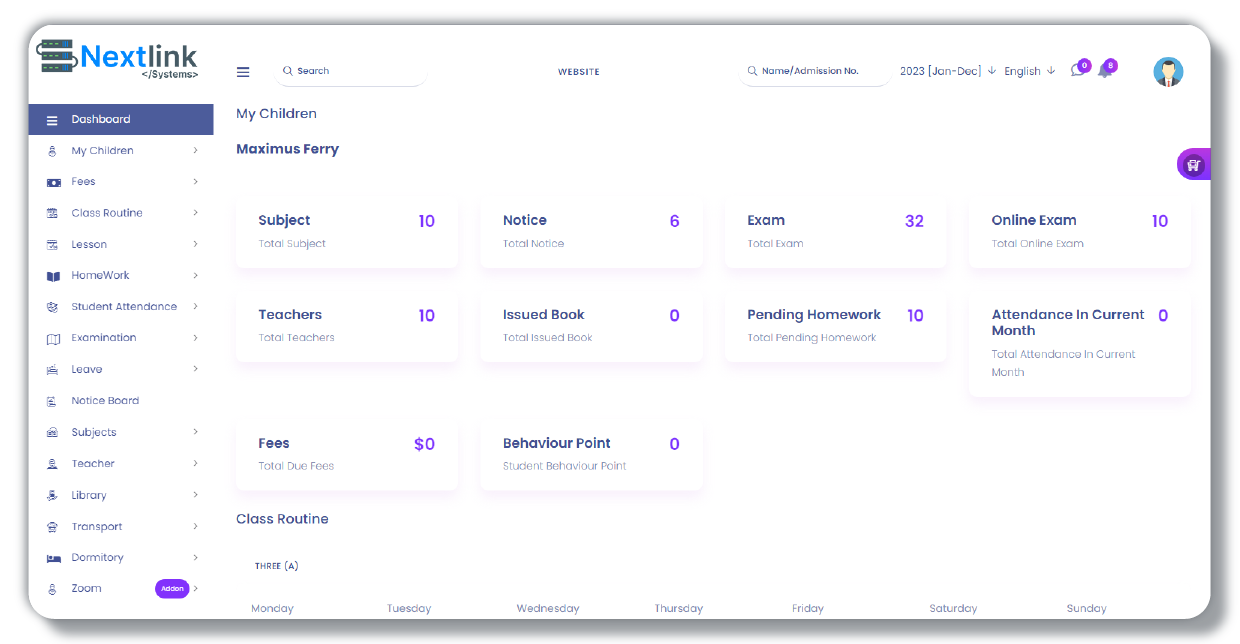 Nextlink
</Systems>
Search
WEBSITE
Name/Admission No.
2023 [Jan-Dec]
English
0
8
Dashboard
My Children
Fees
Class Routine
Lesson
HomeWork
Student Attendance
Examination
Leave
Notice Board
Subjects
Teacher
Library
Transport
Dormitory
Zoom
Addon
My Children
Maximus Ferry
Subject 10
Total Subject
Notice 6
Total Notice
Exam 32
Total Exam
Online Exam 10
Total Online Exam
Teachers 10
Total Teachers
Issued Book 0
Total Issued Book
Pending Homework 10
Total Pending Homework
Attendance In Current 0
Month
Total Attendance In Current
Month
Fees $0
Total Due Fees
Behaviour Point 0
Student Behaviour Point
Class Routine
THREE (A)
Monday Tuesday Wednesday Thursday Friday Saturday Sunday